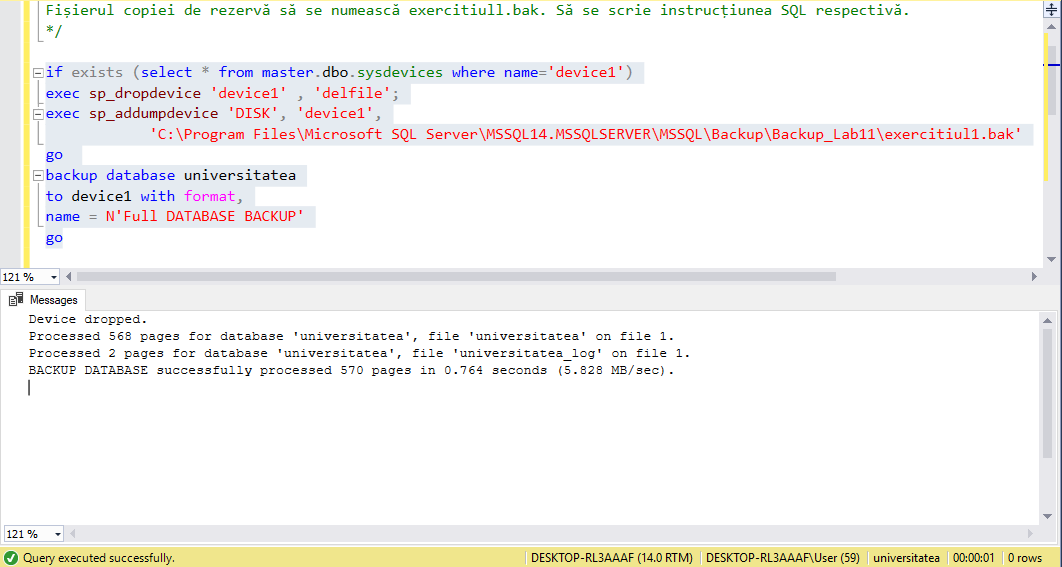 Fișierul copiei de rezervă să se numească exercitiull.bak. Să se scrie instrucțiunea SQL respectivă.
*/
if exists (select * from master.dbo.sysdevices where name='device1')
exec sp_dropdevice 'device1' , 'delfile';
exec sp_addumpdevice 'DISK', 'device1',
'C:\Program Files\Microsoft SQL Server\MSSQL14.MSSQLSERVER\MSSQL\Backup\Backup_Lab11\exercitiul1.bak'
go
backup database universitatea
to device1 with format,
name = N'Full DATABASE BACKUP'
go
121 %
Messages
Device dropped.
Processed 568 pages for database 'universitatea', file 'universitatea' on file 1.
Processed 2 pages for database 'universitatea', file 'universitatea_log' on file 1.
BACKUP DATABASE successfully processed 570 pages in 0.764 seconds (5.828 MB/sec).
121 %
Query executed successfully. DESKTOP-RL3AAAF (14.0 RTM) DESKTOP-RL3AAAF\User (59) universitatea 00:00:01 0 rows